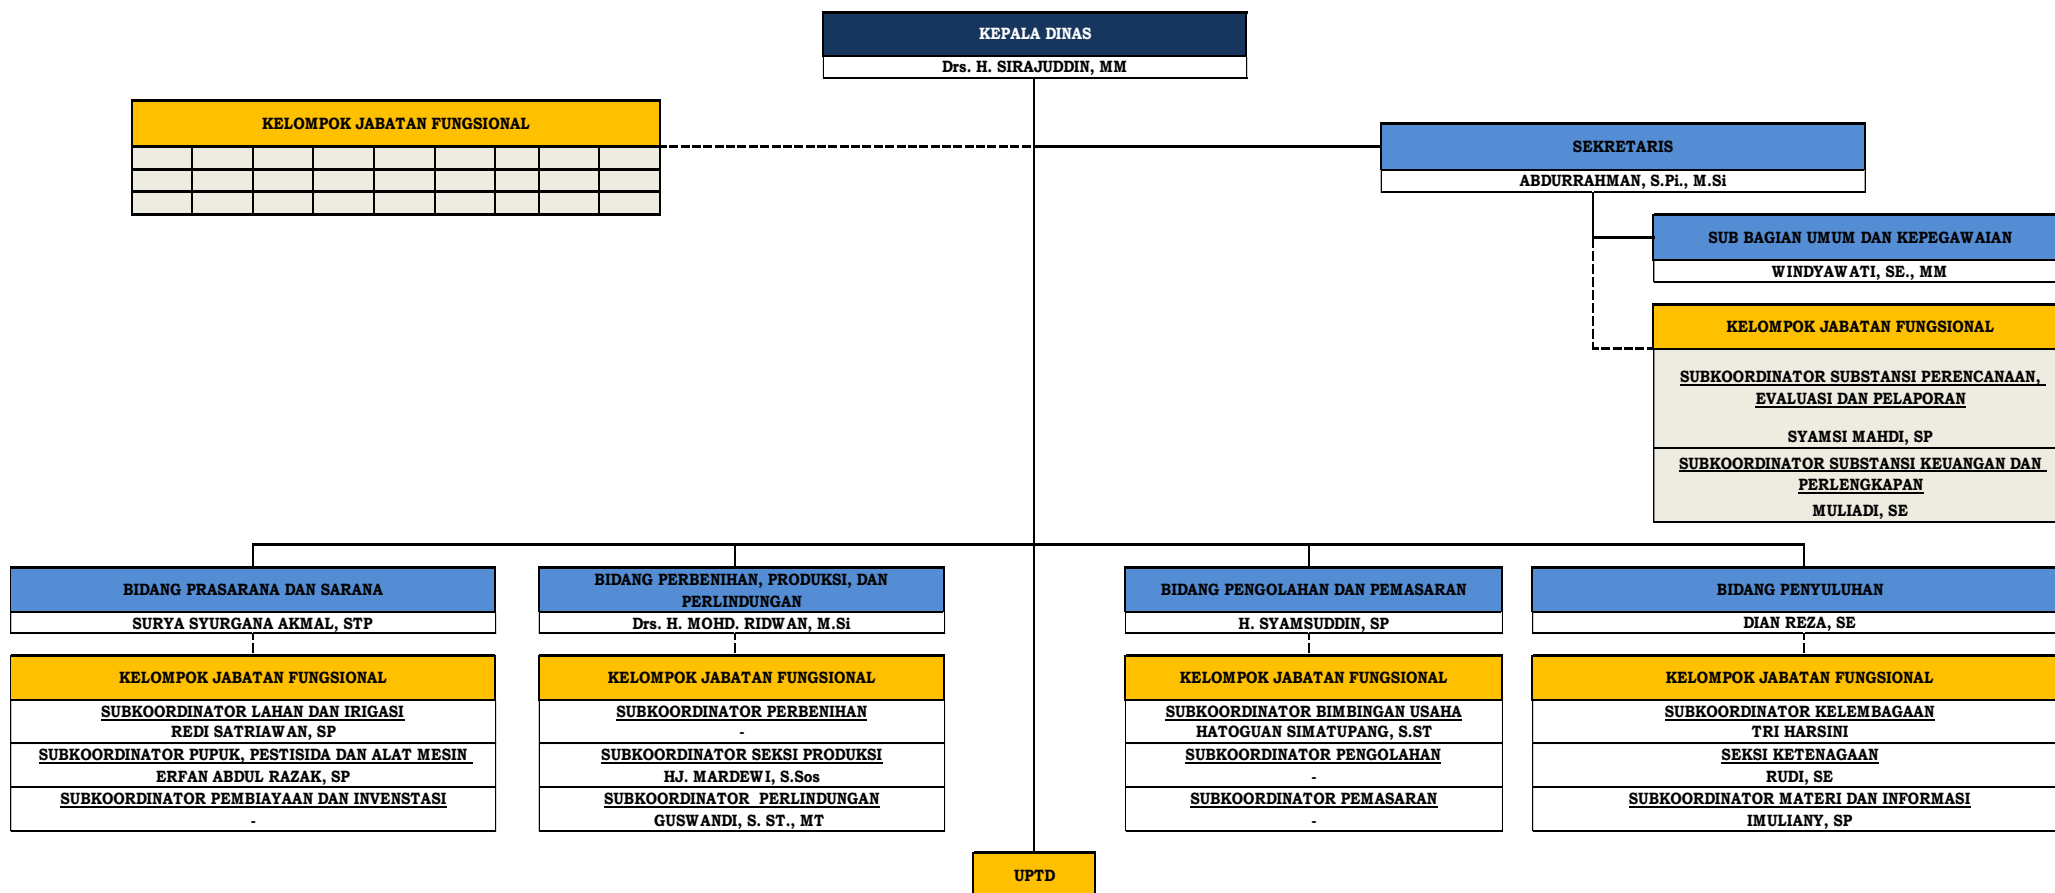 KEPALA DINAS
Drs. H. SIRAJUDDIN, MM
KELOMPOK JABATAN FUNGSIONAL
SEKRETARIS
ABDURRAHMAN, S.Pi., M.Si
SUB BAGIAN UMUM DAN KEPEGAWAIAN
WINDYAWATI, SE., MM
KELOMPOK JABATAN FUNGSIONAL
SUBKOORDINATOR SUBSTANSI PERENCANAAN,
EVALUASI DAN PELAPORAN
SYAMSI MAHDI, SP
SUBKOORDINATOR SUBSTANSI KEUANGAN DAN
PERLENGKAPAN
MULIADI, SE
BIDANG PRASARANA DAN SARANA
SURYA SYURGANA AKMAL, STP
KELOMPOK JABATAN FUNGSIONAL
SUBKOORDINATOR LAHAN DAN IRIGASI
REDI SATRIAWAN, SP
SUBKOORDINATOR PUPUK, PESTISIDA DAN ALAT MESIN
ERFAN ABDUL RAZAK, SP
SUBKOORDINATOR PEMBIAYAAN DAN INVENSTASI
-
BIDANG PERBENIHAN, PRODUKSI, DAN
PERLINDUNGAN
Drs. H. MOHD. RIDWAN, M.Si
KELOMPOK JABATAN FUNGSIONAL
SUBKOORDINATOR PERBENIHAN
-
SUBKOORDINATOR SEKSI PRODUKSI
HJ. MARDEWI, S.Sos
SUBKOORDINATOR PERLINDUNGAN
GUSWANDI, S. ST., MT
BIDANG PENGOLAHAN DAN PEMASARAN
H. SYAMSUDDIN, SP
KELOMPOK JABATAN FUNGSIONAL
SUBKOORDINATOR BIMBINGAN USAHA
HATOGUAN SIMATUPANG, S.ST
SUBKOORDINATOR PENGOLAHAN
-
SUBKOORDINATOR PEMASARAN
-
BIDANG PENYULUHAN
DIAN REZA, SE
KELOMPOK JABATAN FUNGSIONAL
SUBKOORDINATOR KELEMBAGAAN
TRI HARSINI
SEKSI KETENAGAAN
RUDI, SE
SUBKOORDINATOR MATERI DAN INFORMASI
IMULIANY, SP
UPTD